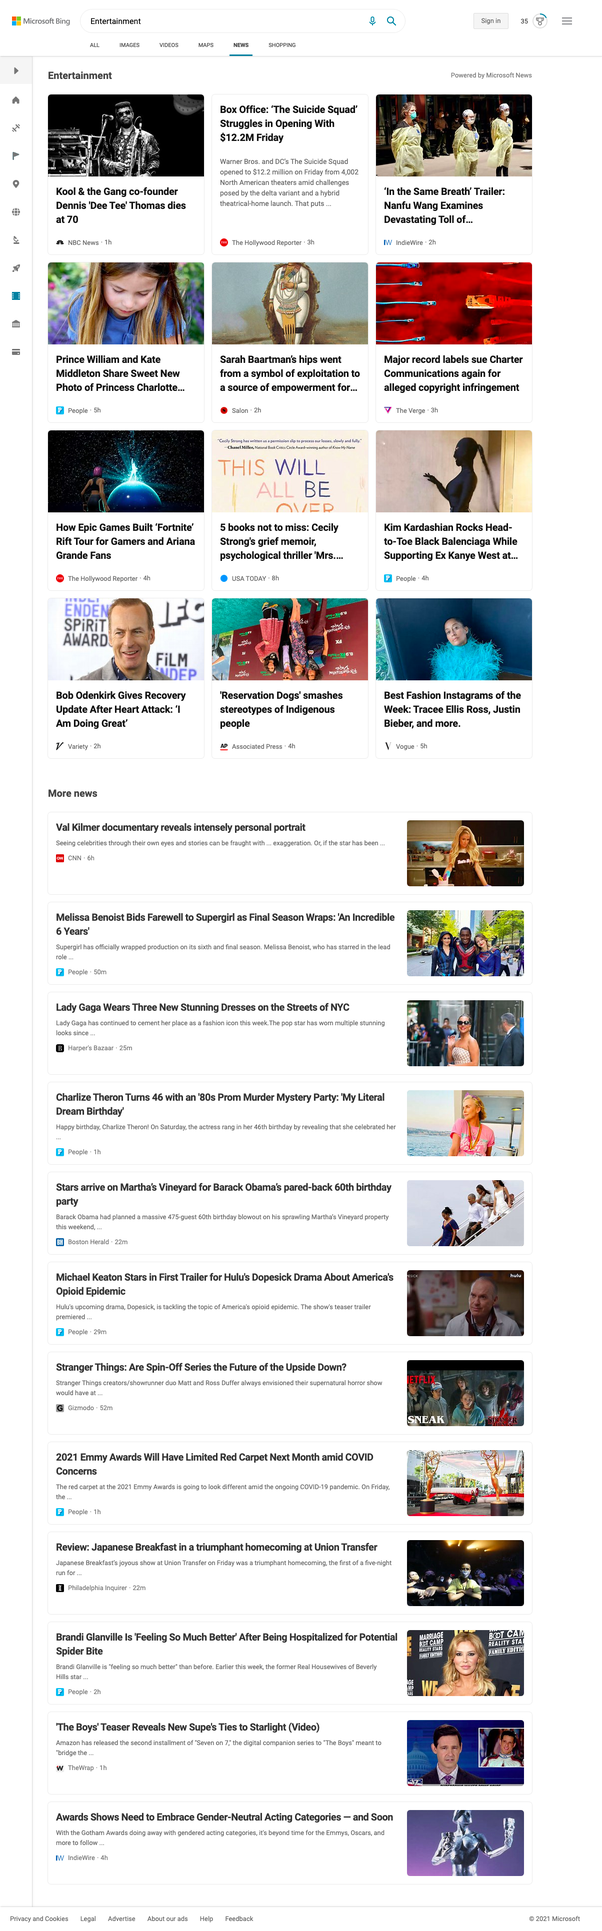 Microsoft Bing
Entertainment
Sign in
35
ALL
IMAGES
VIDEOS
MAPS
NEWS
SHOPPING
Entertainment
Powered by Microsoft News
Kool & the Gang co-founder
Dennis 'Dee Tee' Thomas dies
at 70
NBC News · 1h
Box Office: ‘The Suicide Squad’
Struggles in Opening With
$12.2M Friday
Warner Bros. and DC's The Suicide Squad
opened to $12.2 million on Friday from 4,002
North American theaters amid challenges
posed by the delta variant and a hybrid
theatrical-home launch. That puts ...
The Hollywood Reporter · 3h
‘In the Same Breath’ Trailer:
Nanfu Wang Examines
Devastating Toll of…
IndieWire · 2h
Prince William and Kate
Middleton Share Sweet New
Photo of Princess Charlotte…
People · 5h
Sarah Baartman’s hips went
from a symbol of exploitation to
a source of empowerment for…
Salon · 2h
Major record labels sue Charter
Communications again for
alleged copyright infringement
The Verge · 3h
How Epic Games Built ‘Fortnite’
Rift Tour for Gamers and Ariana
Grande Fans
The Hollywood Reporter · 4h
THIS WILL
ALL BE
OVER
5 books not to miss: Cecily
Strong's grief memoir,
psychological thriller 'Mrs.…
USA TODAY · 8h
Kim Kardashian Rocks Head-
to-Toe Black Balenciaga While
Supporting Ex Kanye West at…
People · 4h
SPIRIT
AWARD
FILM
Bob Odenkirk Gives Recovery
Update After Heart Attack: ‘I
Am Doing Great’
Variety · 2h
'Reservation Dogs' smashes
stereotypes of Indigenous
people
AP
Associated Press · 4h
Best Fashion Instagrams of the
Week: Tracee Ellis Ross, Justin
Bieber, and more.
Vogue · 5h
More news
Val Kilmer documentary reveals intensely personal portrait
Seeing celebrities through their own eyes and stories can be fraught with ... exaggeration. Or, if the star has been ...
CNN · 6h
Melissa Benoist Bids Farewell to Supergirl as Final Season Wraps: 'An Incredible
6 Years'
Supergirl has officially wrapped production on its sixth and final season. Melissa Benoist, who has starred in the lead
role ...
People · 50m
Lady Gaga Wears Three New Stunning Dresses on the Streets of NYC
Lady Gaga has continued to cement her place as a fashion icon this week.The pop star has worn multiple stunning
looks since ...
Harper's Bazaar · 25m
Charlize Theron Turns 46 with an '80s Prom Murder Mystery Party: 'My Literal
Dream Birthday'
Happy birthday, Charlize Theron! On Saturday, the actress rang in her 46th birthday by revealing that she celebrated her
...
People · 1h
Stars arrive on Martha’s Vineyard for Barack Obama’s pared-back 60th birthday
party
Barack Obama had planned a massive 475-guest 60th birthday blowout on his sprawling Martha's Vineyard property
this weekend, ...
Boston Herald · 22m
Michael Keaton Stars in First Trailer for Hulu's Dopesick Drama About America's
Opioid Epidemic
Hulu's upcoming drama, Dopesick, is tackling the topic of America's opioid epidemic. The show's teaser trailer
premiered ...
People · 29m
hulu
Stranger Things: Are Spin-Off Series the Future of the Upside Down?
Stranger Things creators/showrunner duo Matt and Ross Duffer always envisioned their supernatural horror show
would have at ...
Gizmodo · 52m
NETFLIX
SNEAK
2021 Emmy Awards Will Have Limited Red Carpet Next Month amid COVID
Concerns
The red carpet at the 2021 Emmy Awards is going to look different amid the ongoing COVID-19 pandemic. On Friday,
the ...
People · 1h
Review: Japanese Breakfast in a triumphant homecoming at Union Transfer
Japanese Breakfast's joyous show at Union Transfer on Friday was a triumphant homecoming, the first of a five-night
run for ...
Philadelphia Inquirer · 22m
Brandi Glanville Is 'Feeling So Much Better' After Being Hospitalized for Potential
Spider Bite
Brandi Glanville is "feeling so much better" than before. Earlier this week, the former Real Housewives of Beverly
Hills star ...
People · 2h
'The Boys' Teaser Reveals New Supe's Ties to Starlight (Video)
Amazon has released the second installment of "Seven on 7," the digital companion series to "The Boys" meant to
"bridge the ...
TheWrap · 1h
Awards Shows Need to Embrace Gender-Neutral Acting Categories — and Soon
With the Gotham Awards doing away with gendered acting categories, it's beyond time for the Emmys, Oscars, and
more to follow ...
IndieWire · 4h
Privacy and Cookies
Legal
Advertise
About our ads
Help
Feedback
© 2021 Microsoft